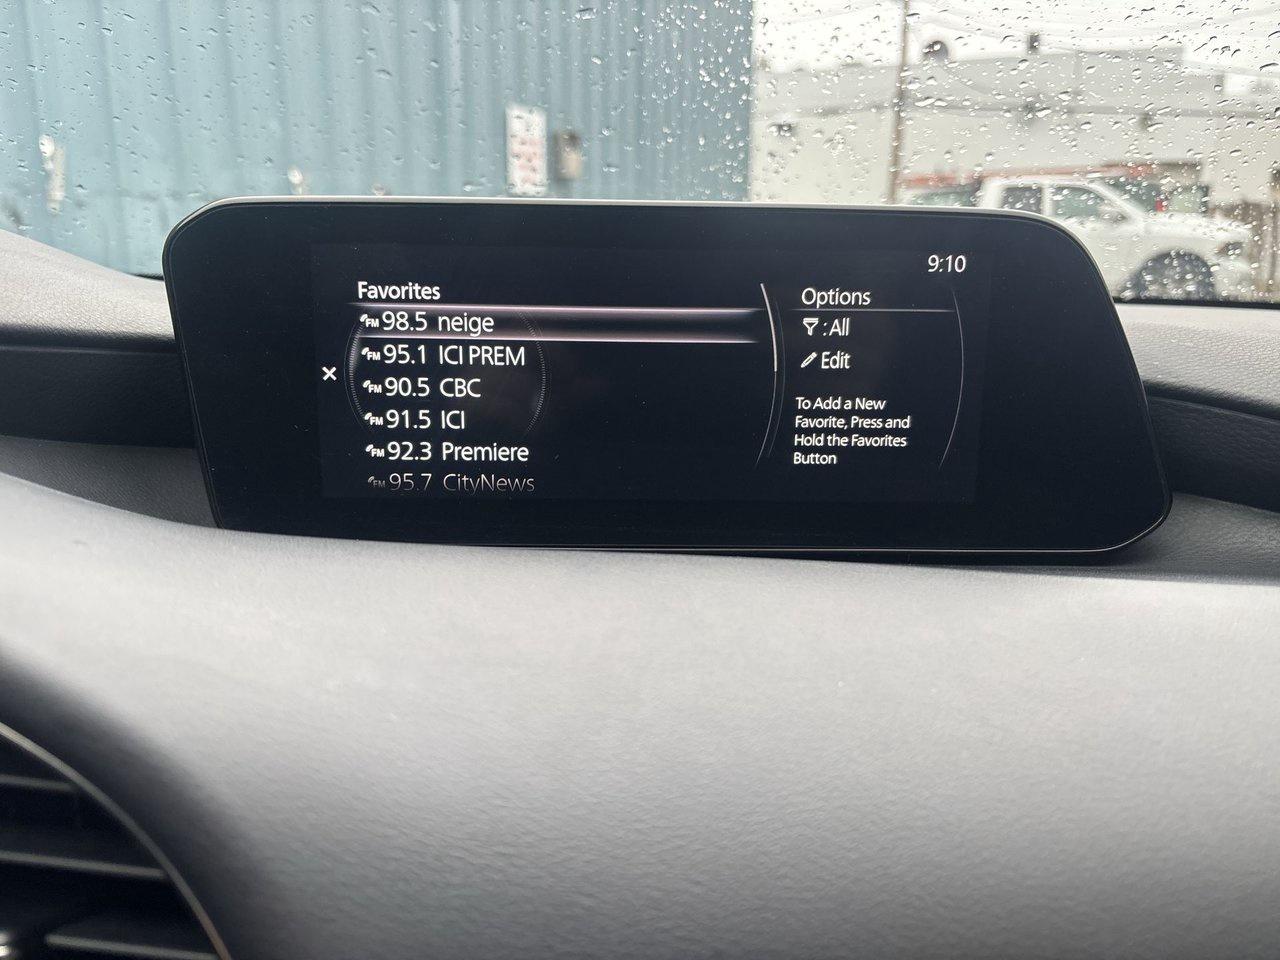 9:10
Favorites
FM 98.5 neige
FM 95.1 ICI PREM
FM 90.5 CBC
FM 91.5 ICI
FM 92.3 Premiere
FM 95.7 CityNews
Options
: All
Edit
To Add a New
Favorite, Press and
Hold the Favorites
Button